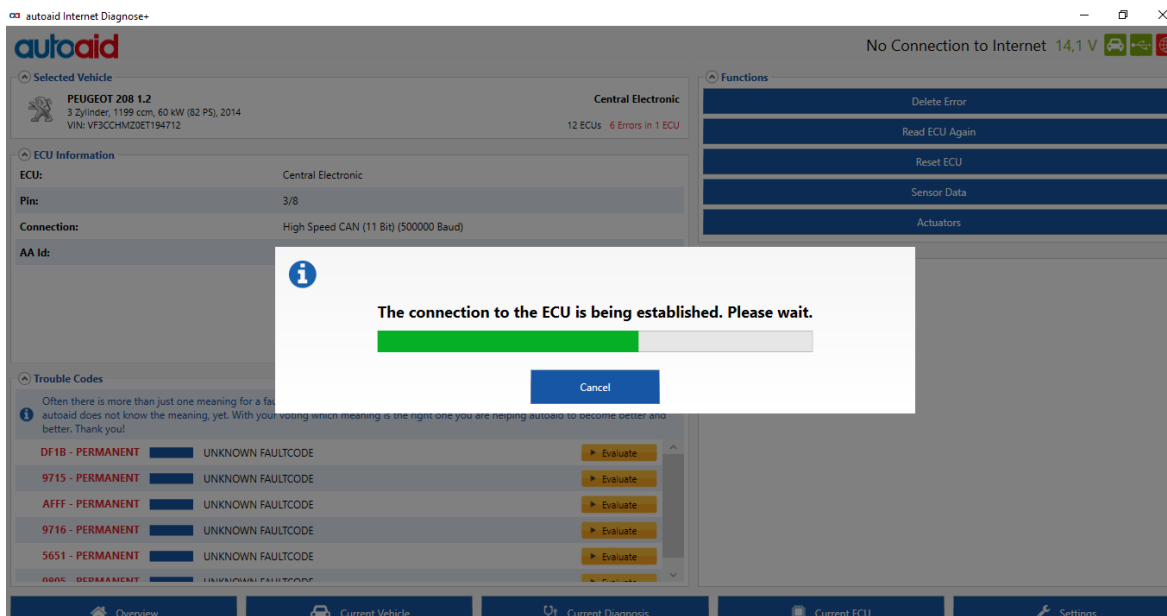 autoaid Internet Diagnose+
autoaid
No Connection to Internet 14,1 V
Selected Vehicle
PEUGEOT 208 1.2
3 Zylinder, 1199 ccm, 60 kW (82 PS), 2014
VIN: VF3CCHMZ0ET194712
Central Electronic
12 ECUs 6 Errors in 1 ECU
Functions
Delete Error
Read ECU Again
Reset ECU
Sensor Data
Actuators
ECU Information
ECU: Central Electronic
Pin: 3/8
Connection: High Speed CAN (11 Bit) (500000 Baud)
AA Id:
The connection to the ECU is being established. Please wait.
Cancel
Trouble Codes
Often there is more than just one meaning for a
autoaid does not know the meaning, yet. With your voting which meaning is the right one you are helping autoaid to become better and
better. Thank you!
DF1B - PERMANENT UNKNOWN FAULTCODE Evaluate
9715 - PERMANENT UNKNOWN FAULTCODE Evaluate
AFFF - PERMANENT UNKNOWN FAULTCODE Evaluate
9716 - PERMANENT UNKNOWN FAULTCODE Evaluate
5651 - PERMANENT UNKNOWN FAULTCODE Evaluate
9805 - PERMANENT UNKNOWN FAULTCODE Evaluate
Overview
Current Vehicle
Current Diagnosis
Current ECU
Settings